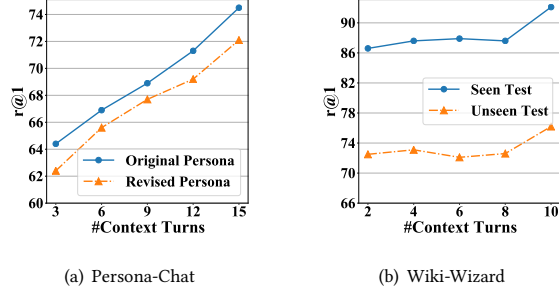 74
72
70
68
66
64
62
60
r@1
Original Persona
Revised Persona
3 6 9 12 15
#Context Turns
(a) Persona-Chat
90
86
82
78
74
70
66
r@1
Seen Test
Unseen Test
2 4 6 8 10
#Context Turns
(b) Wiki-Wizard